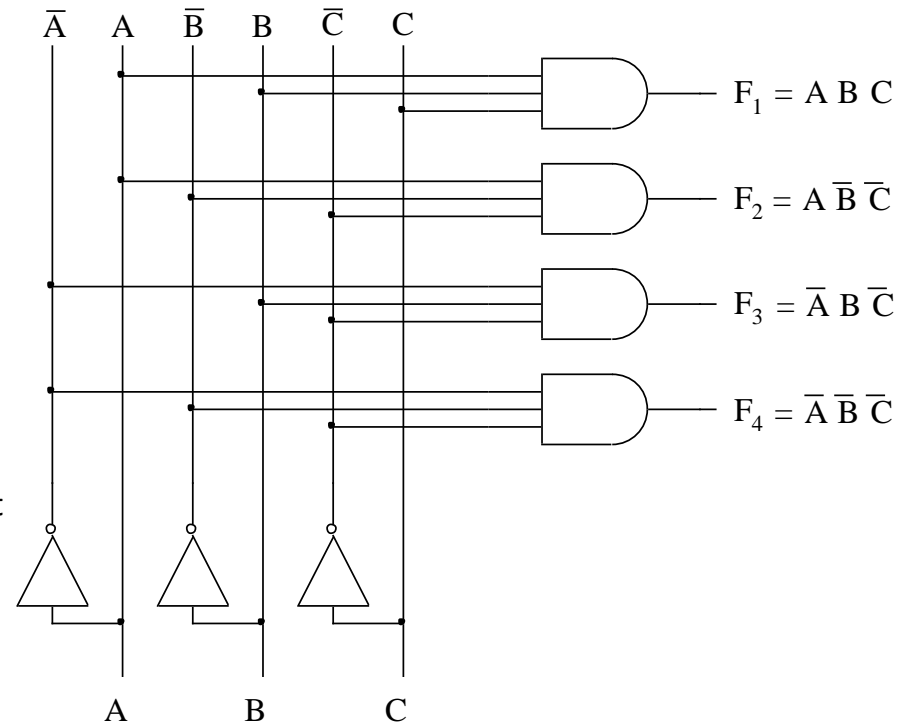 A̅ A B̅ B C̅ C
F₁ = A B C
F₂ = A B̅ C̅
F₃ = A̅ B C̅
F₄ = A̅ B̅ C̅
t
A B C